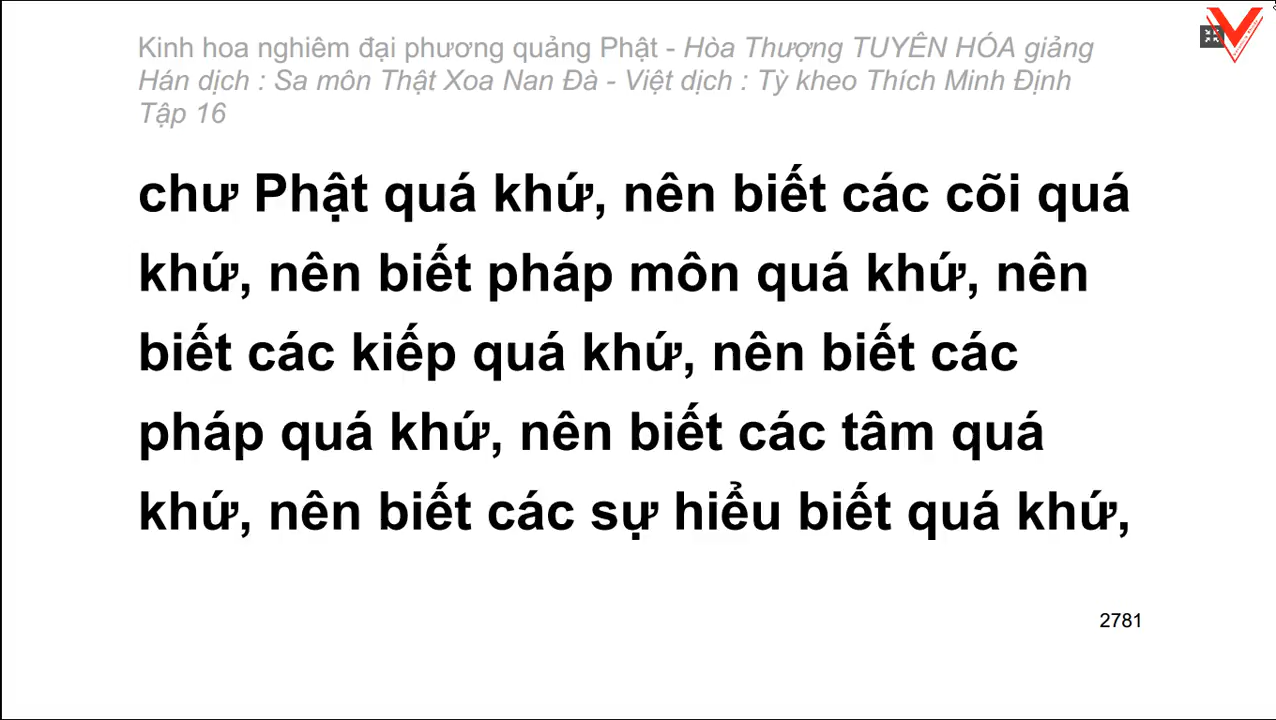 Kinh hoa nghiêm đại phương quảng Phật - Hòa Thượng TUYÊN HÓA giảng
Hán dịch : Sa môn Thật Xoa Nan Đà - Việt dịch : Tỳ kheo Thích Minh Định
Tập 16
chư Phật quá khứ, nên biết các cõi quá
khứ, nên biết pháp môn quá khứ, nên
biết các kiếp quá khứ, nên biết các
pháp quá khứ, nên biết các tâm quá
khứ, nên biết các sự hiểu biết quá khứ,
2781